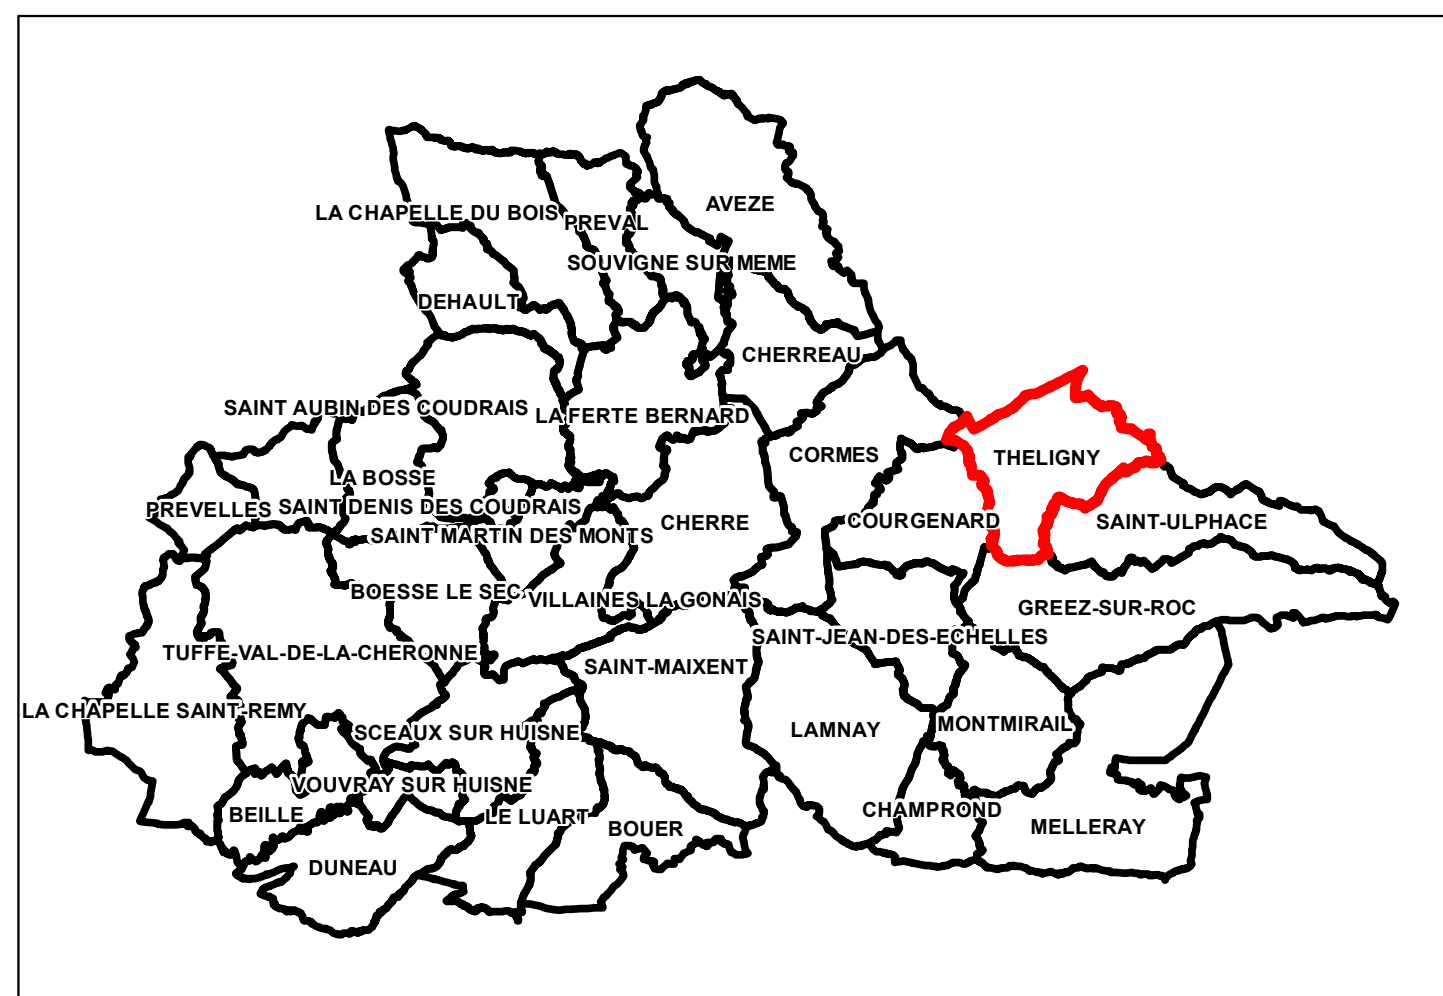 AVEZE
LA CHAPELLE DU BOIS
PREVAL
SOUVIGNE SUR MEME
DEHAULT
CHERREAU
SAINT AUBIN DES COUDRAIS
LA FERTE BERNARD
CORMES
THELIGNY
LA BOSSE
PREVELLES
SAINT DENIS DES COUDRAIS
CHERRE
COURGENARD
SAINT-ULPHACE
SAINT MARTIN DES MONTS
BOESSE LE SEC
VILLAINES LA GONAIS
GREEZ-SUR-ROC
SAINT-JEAN-DES-ECHELLES
TUFFE-VAL-DE-LA-CHERONNE
SAINT-MAIXENT
LA CHAPELLE SAINT-REMY
SCEAUX SUR HUISNE
LAMNAY
MONTMIRAIL
VOUVRAY SUR HUISNE
BEILLE
LE LUART
CHAMPROND
BOUER
MELLERAY
DUNEAU